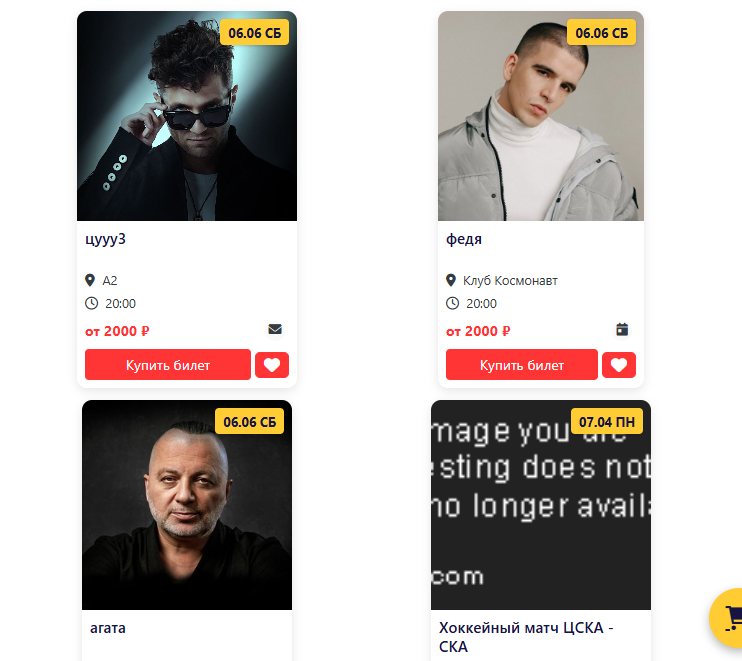 06.06 СБ
цууу3
А2
20:00
от 2000 ₽
Купить билет
06.06 СБ
федя
Клуб Космонавт
20:00
от 2000 ₽
Купить билет
06.06 СБ
агата
07.04 ПН
mage you are
esting does not
no longer availa
.com
Хоккейный матч ЦСКА -
СКА